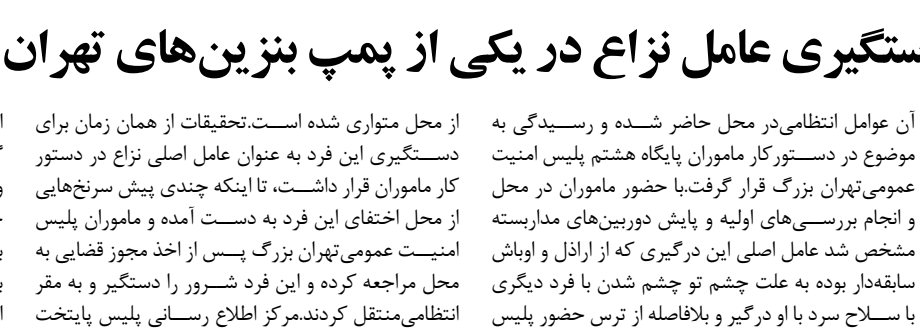 ستگیری عامل نزاع در یکی از پمپ بنزین‌های تهران
آن عوامل انتظامی‌در محل حاضر شـــده و رســـیدگی به
موضوع در دســـتورکار ماموران پایگاه هشتم پلیس امنیت
عمومی‌تهران بزرگ قرار گرفت.با حضور ماموران در محل
و انجام بررســـی‌های اولیه و پایش دوربین‌های مداربسته
مشخص شد عامل اصلی این درگیری که از اراذل و اوباش
سابقه‌دار بوده به علت چشم تو چشم شدن با فرد دیگری
با ســـلاح سرد با او درگیر و بلافاصله از ترس حضور پلیس
از محل متواری شده اســـت.تحقیقات از همان زمان برای
دســـتگیری این فرد به عنوان عامل اصلی نزاع در دستور
کار ماموران قرار داشـــت، تا اینکه چندی پیش سرنخ‌هایی
از محل اختفای این فرد به دســـت آمده و ماموران پلیس
امنیـــت عمومی‌تهران بزرگ پـــس از اخذ مجوز قضایی به
محل مراجعه کرده و این فرد شـــرور را دستگیر و به مقر
انتظامی‌منتقل کردند.مرکز اطلاع رســـانی پلیس پایتخت